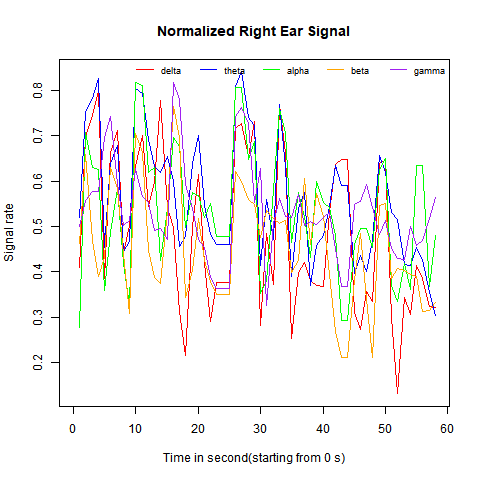 Normalized Right Ear Signal
delta theta alpha beta gamma
Signal rate
0.8
0.7
0.6
0.5
0.4
0.3
0.2
0 10 20 30 40 50 60
Time in second(starting from 0 s)